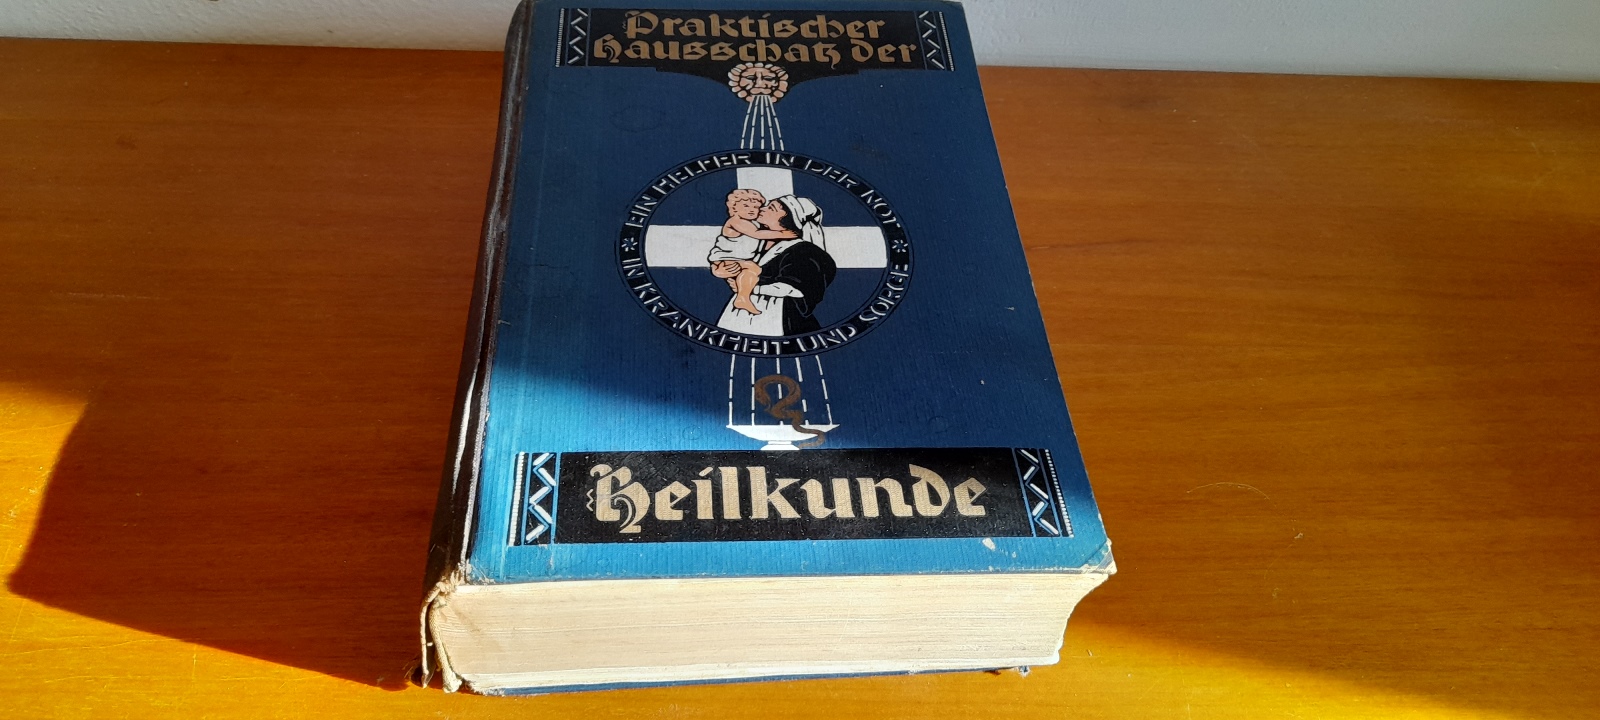 Praktischer
Hausschatz der
EIN HELFER IN DER NOT
* IN KRANKHEIT UND SORGE *
Heilkunde